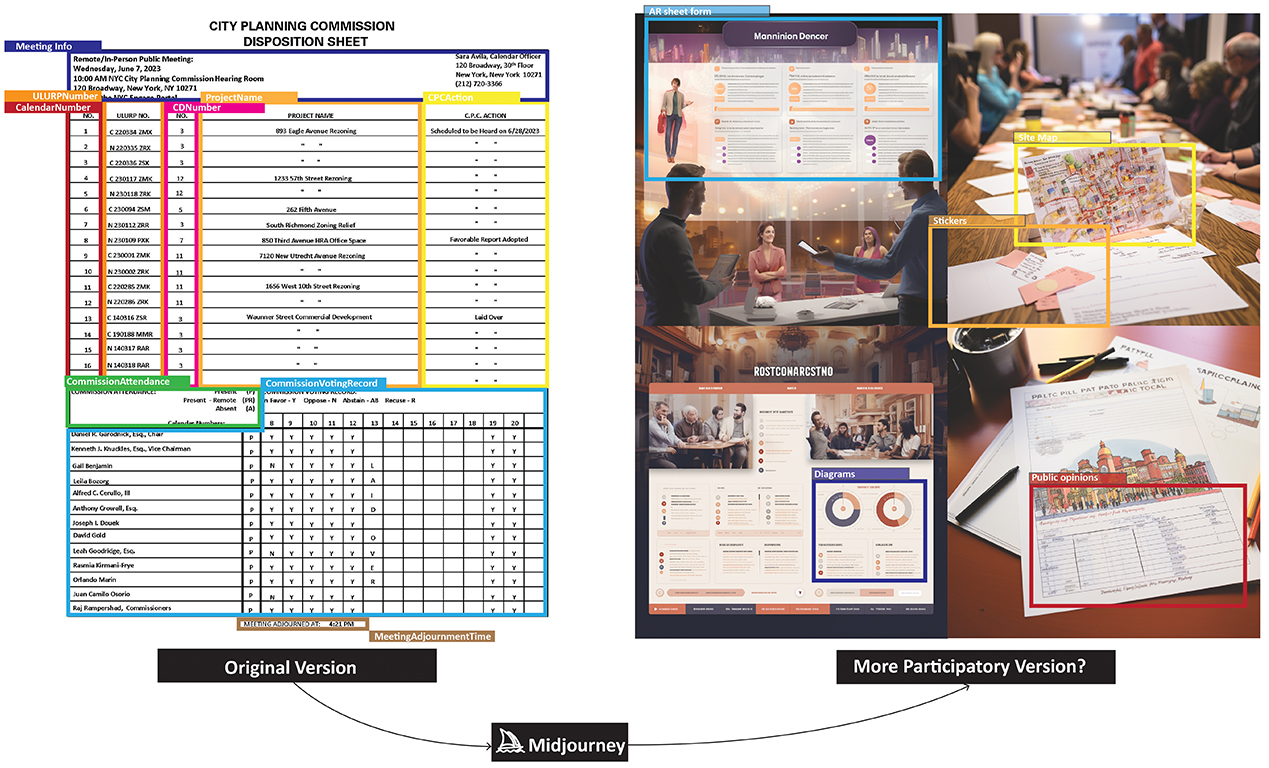 CITY PLANNING COMMISSION
DISPOSITION SHEET
Meeting Info
Remote/In-Person Public Meeting:
Wednesday, June 7, 2023
10:00 AM NYC City Planning Commission Hearing Room
120 Broadway, New York, NY 10271
Sara Avila, Calendar Officer
120 Broadway, 30th Floor
New York, New York 10271
(212) 720-3366
ULURPNumber
ProjectName
CPCAction
CalendarNumber
CDNumber
NO. ULURP NO. NO. PROJECT NAME C.P.C. ACTION
1 C 220334 ZMX 3 893 Eagle Avenue Rezoning Scheduled to be Heard on 6/28/2023
2 N 220335 ZRX 3 " " " "
3 C 220336 ZSX 3 " " " "
4 C 230117 ZMK 12 1233 57th Street Rezoning " "
5 N 230118 ZRK 12 " " " "
6 C 230094 ZSM 5 262 Fifth Avenue " "
7 N 230112 ZRR 3 South Richmond Zoning Relief " "
8 N 230109 PXK 7 850 Third Avenue HRA Office Space Favorable Report Adopted
9 C 230001 ZMK 11 7120 New Utrecht Avenue Rezoning " "
10 N 230002 ZRK 11 " " " "
11 C 220285 ZMK 11 1656 West 10th Street Rezoning " "
12 N 220286 ZRK 11 " " " "
13 C 140316 ZSR 3 Waunner Street Commercial Development Laid Over
14 C 190188 MMR 3 " " " "
15 N 140317 RAR 3 " " " "
16 N 140318 RAR 3 " " " "
CommissionAttendance
CommissionVotingRecord
COMMISSION ATTENDANCE: Present (P)
Present - Remote (PR)
Absent (A)
COMMISSION VOTING RECORD:
In Favor - Y Oppose - N Abstain - AB Recuse - R
Calendar Numbers: 8 9 10 11 12 13 14 15 16 17 18 19 20
Daniel R. Garodnick, Esq., Chair P Y Y Y Y Y Y Y
Kenneth J. Knuckles, Esq., Vice Chairman P Y Y Y Y Y Y Y
Gail Benjamin P N Y Y Y Y L Y Y
Leila Bozorg P Y Y Y Y Y A Y Y
Alfred C. Cerullo, III P Y Y Y Y Y I Y Y
Anthony Crowell, Esq. P Y Y Y Y Y D Y Y
Joseph I. Douek P Y Y Y Y Y Y Y
David Gold P Y Y Y Y Y O Y Y
Leah Goodridge, Esq. P N Y Y Y Y V Y Y
Rasmia Kirmani-Frye P Y Y Y Y Y E Y Y
Orlando Marin P Y Y Y Y Y R Y Y
Juan Camilo Osorio P N Y Y Y Y Y Y
Raj Rampershad, Commissioners P Y Y Y Y Y Y Y
MEETING ADJOURNED AT: 4:21 PM
MeetingAdjournmentTime
Original Version
AR sheet form
Manninion Dencor
Site Map
Stickers
ROSTCONARCSTNO
Diagrams
Public opinions
More Participatory Version?
Midjourney